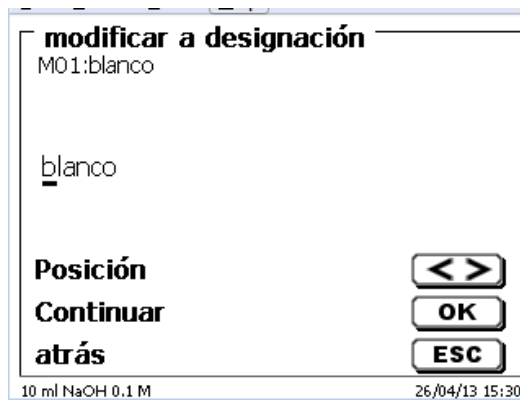 modificar a designación
M01:blanco
blanco
Posición < >
Continuar OK
atrás ESC
10 ml NaOH 0.1 M 26/04/13 15:30